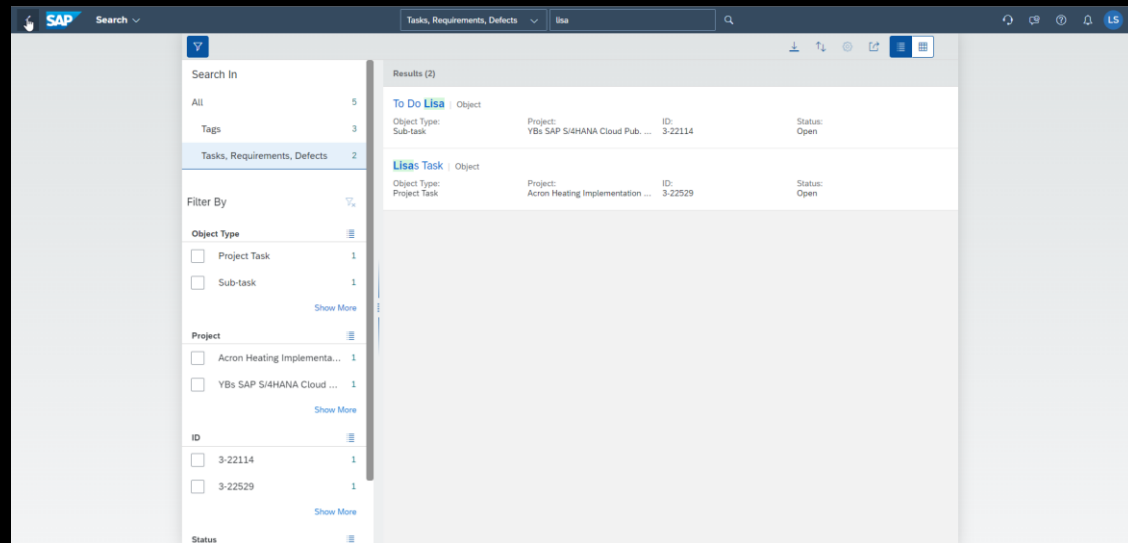 SAP Search Tasks, Requirements, Defects lisa LS
Search In
All 5
Tags 3
Tasks, Requirements, Defects 2
Filter By
Object Type
Project Task 1
Sub-task 1
Show More
Project
Acron Heating Implementa... 1
YBs SAP S/4HANA Cloud ... 1
Show More
ID
3-22114 1
3-22529 1
Show More
Status
Results (2)
To Do Lisa | Object
Object Type: Project: ID: Status:
Sub-task YBs SAP S/4HANA Cloud Pub. ... 3-22114 Open
Lisas Task | Object
Object Type: Project: ID: Status:
Project Task Acron Heating Implementation ... 3-22529 Open